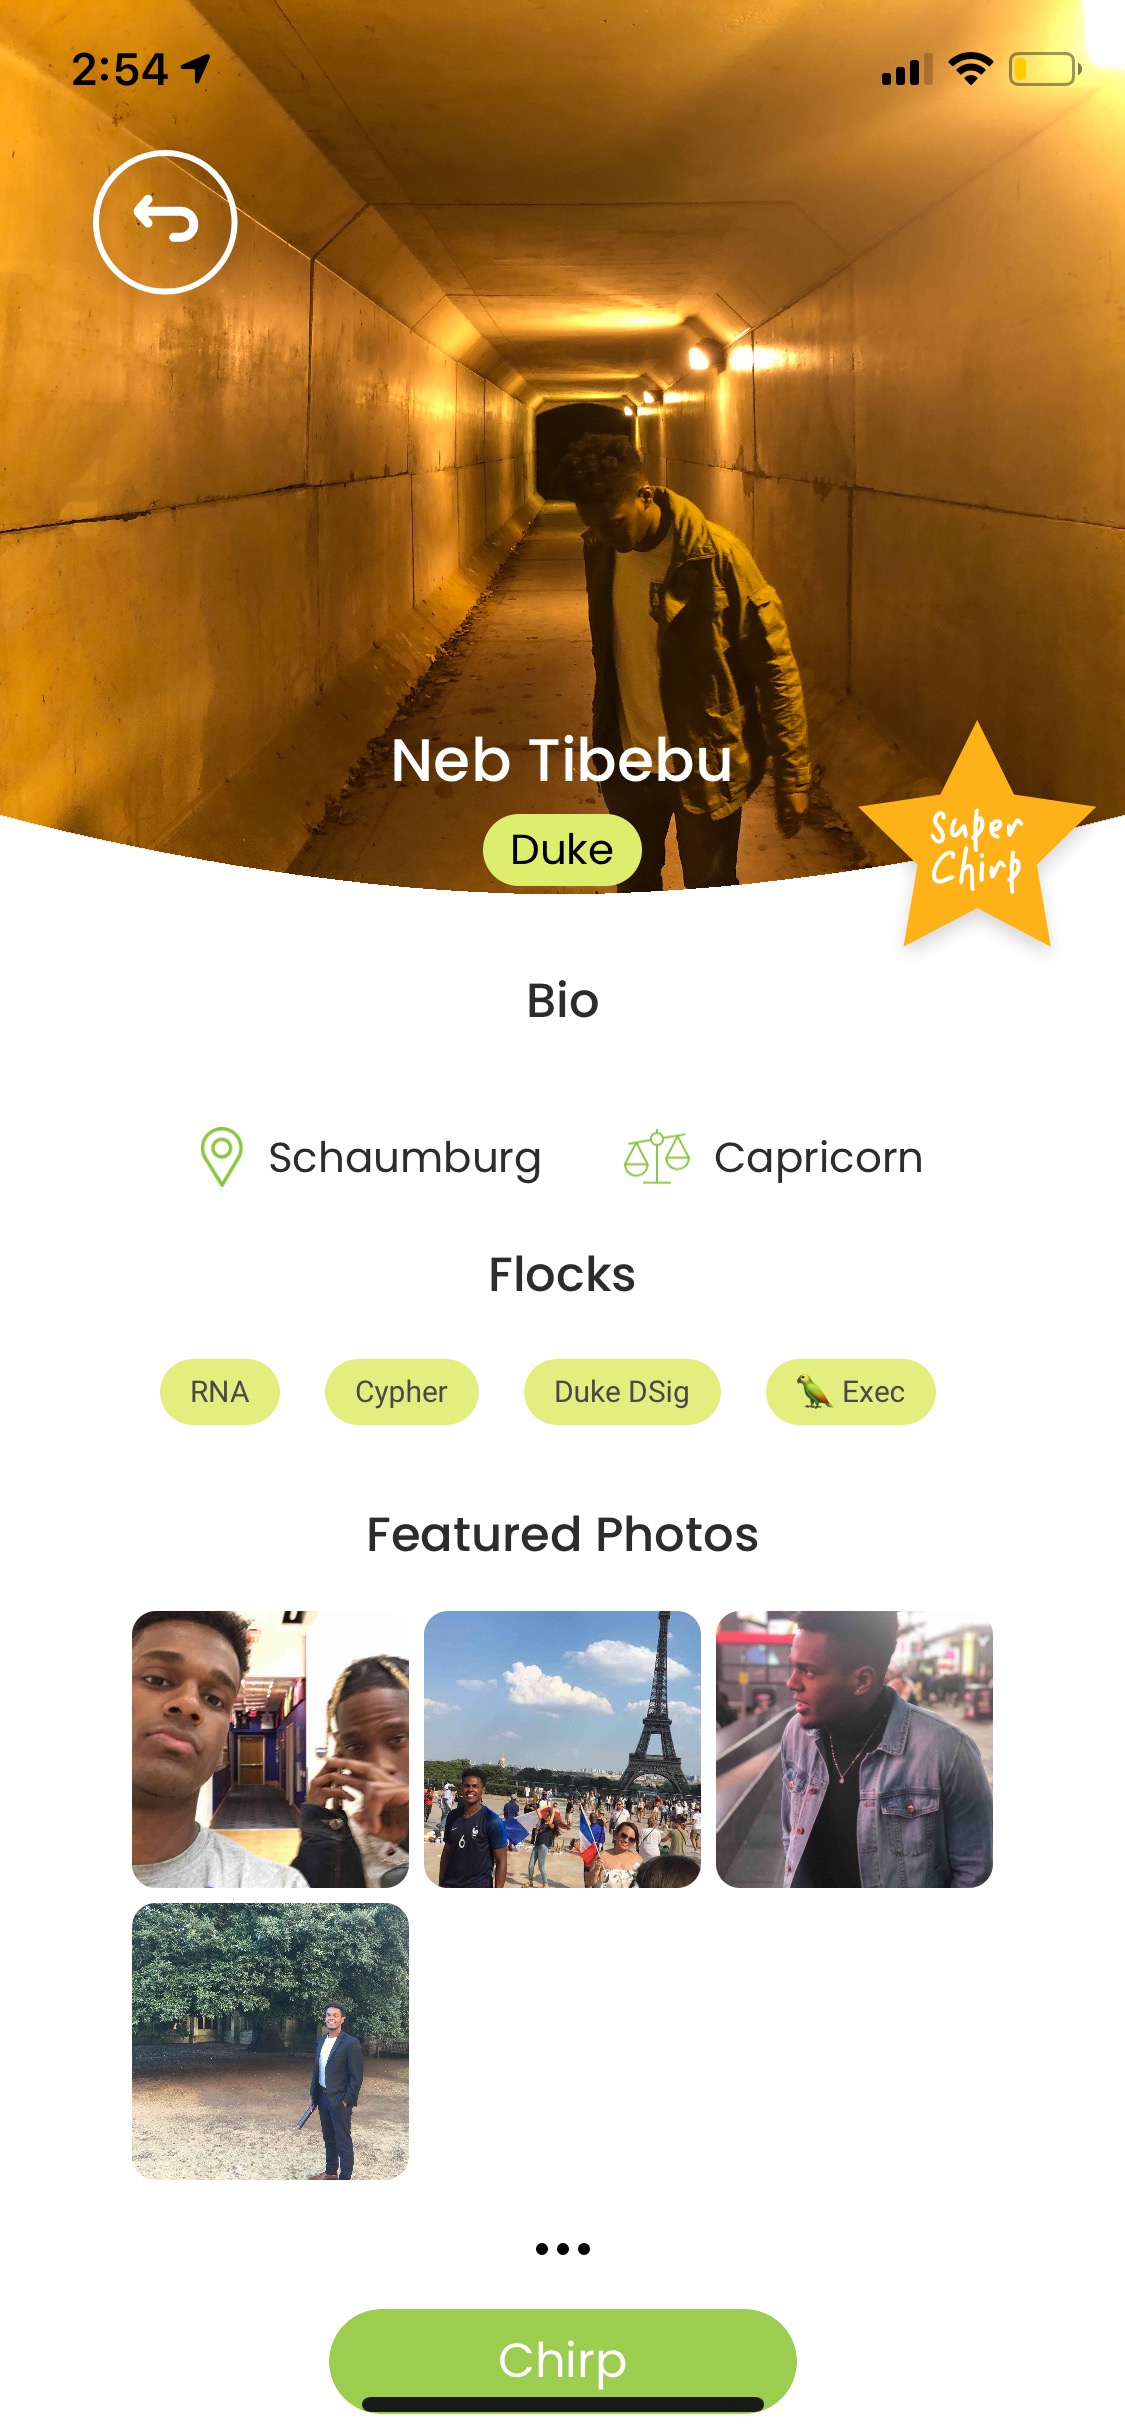 2:54
Neb Tibebu
Duke
Super
Chirp
Bio
Schaumburg
Capricorn
Flocks
RNA
Cypher
Duke DSig
🦜 Exec
Featured Photos
6
Chirp